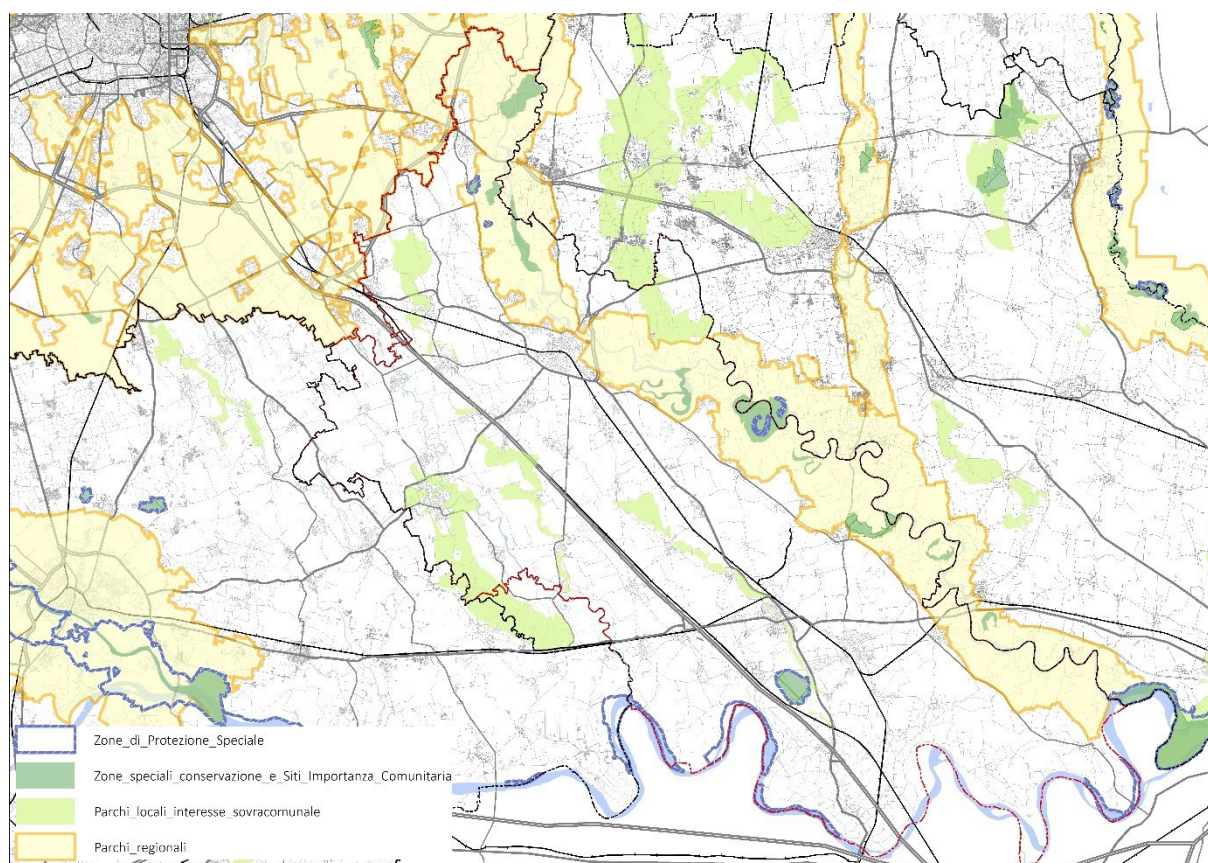 Zone_di_Protezione_Speciale
Zone_speciali_conservazione_e_Siti_Importanza_Comunitaria
Parchi_locali_interesse_sovracomunale
Parchi_regionali